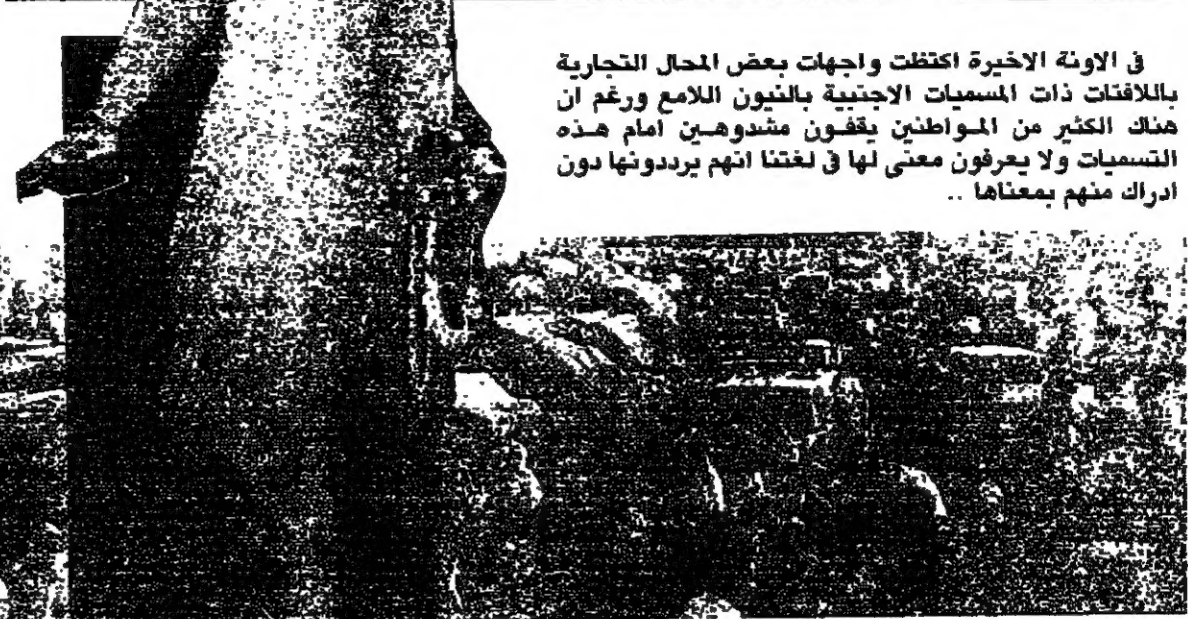 فى الاونة الاخيرة اكتظت واجهات بعض المحال التجارية
باللافتات ذات المسميات الاجنبية بالنيون اللامع ورغم ان
هناك الكثير من المواطنين يقفون مشدوهين امام هذه
التسميات ولا يعرفون معنى لها فى لغتنا انهم يرددونها دون
ادراك منهم بمعناها ..